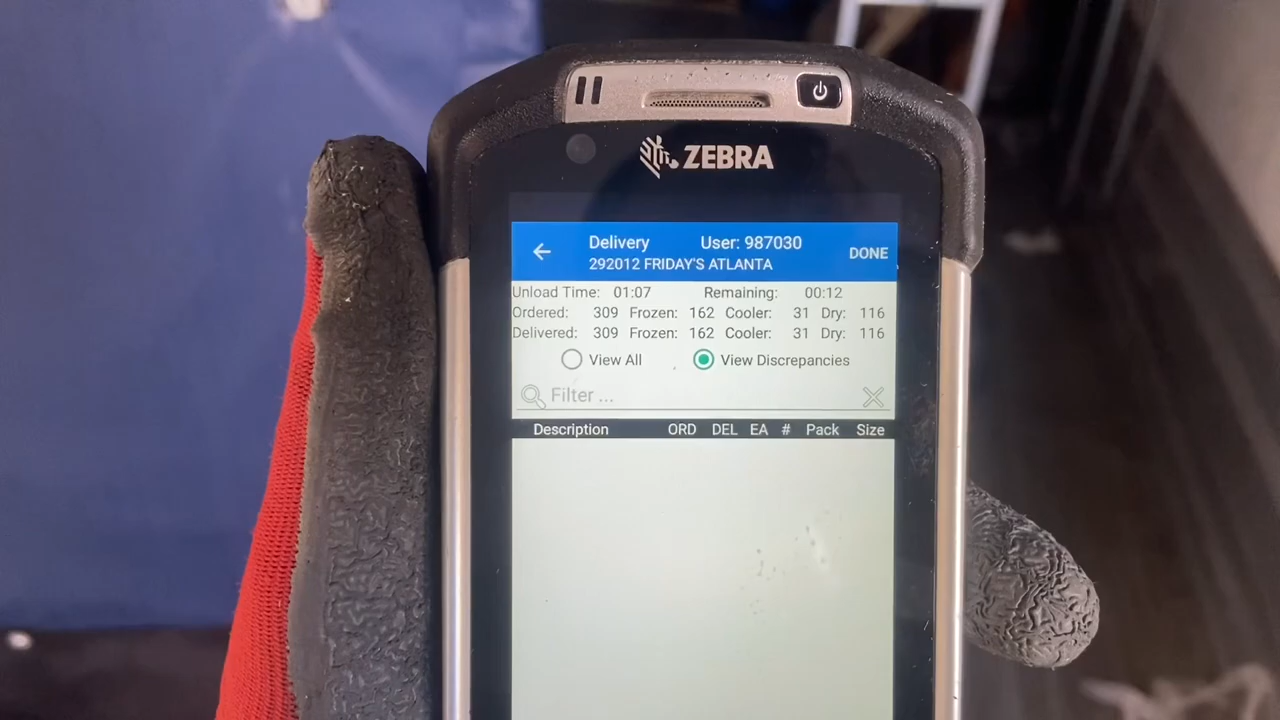 ZEBRA
Delivery User: 987030
292012 FRIDAY'S ATLANTA
DONE
Unload Time: 01:07 Remaining: 00:12
Ordered: 309 Frozen: 162 Cooler: 31 Dry: 116
Delivered: 309 Frozen: 162 Cooler: 31 Dry: 116
View All View Discrepancies
Filter ...
Description ORD DEL EA # Pack Size